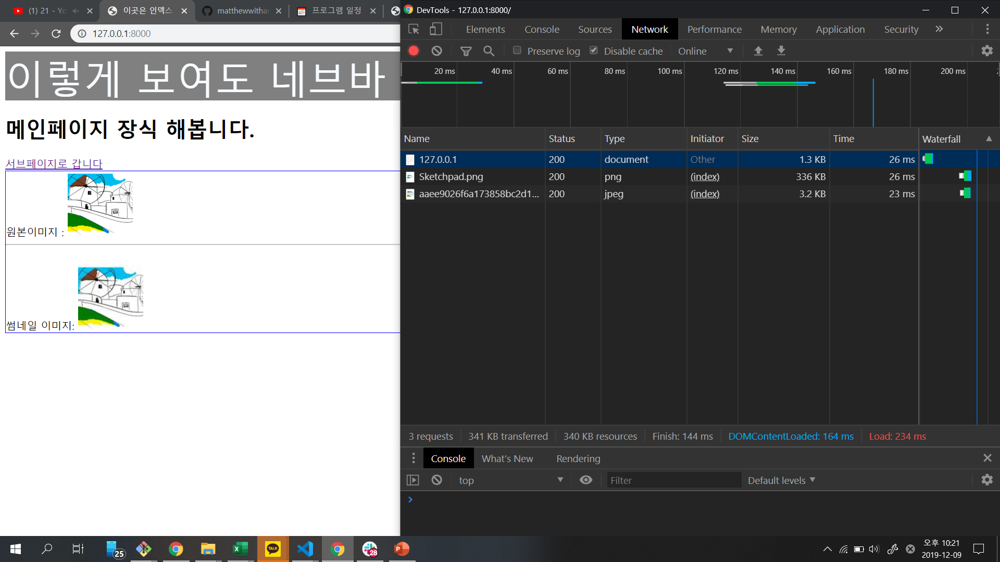 (1) 21 - Yo
이곳은 인덱스
matthewwithan
프로그램 일정
127.0.0.1:8000
이렇게 보여도 네브바
메인페이지 장식 해봅니다.
서브페이지로 갑니다
원본이미지 :
썸네일 이미지:
DevTools - 127.0.0.1:8000/
Elements Console Sources Network Performance Memory Application Security
Preserve log Disable cache Online
20 ms 40 ms 60 ms 80 ms 100 ms 120 ms 140 ms 160 ms 180 ms 200 ms
Name Status Type Initiator Size Time Waterfall
127.0.0.1 200 document Other 1.3 KB 26 ms
Sketchpad.png 200 png (index) 336 KB 26 ms
aaee9026f6a173858bc2d1... 200 jpeg (index) 3.2 KB 23 ms
3 requests 341 KB transferred 340 KB resources Finish: 144 ms DOMContentLoaded: 164 ms Load: 234 ms
Console What's New Rendering
top Filter Default levels
25
TALK
28
오후 10:21
2019-12-09